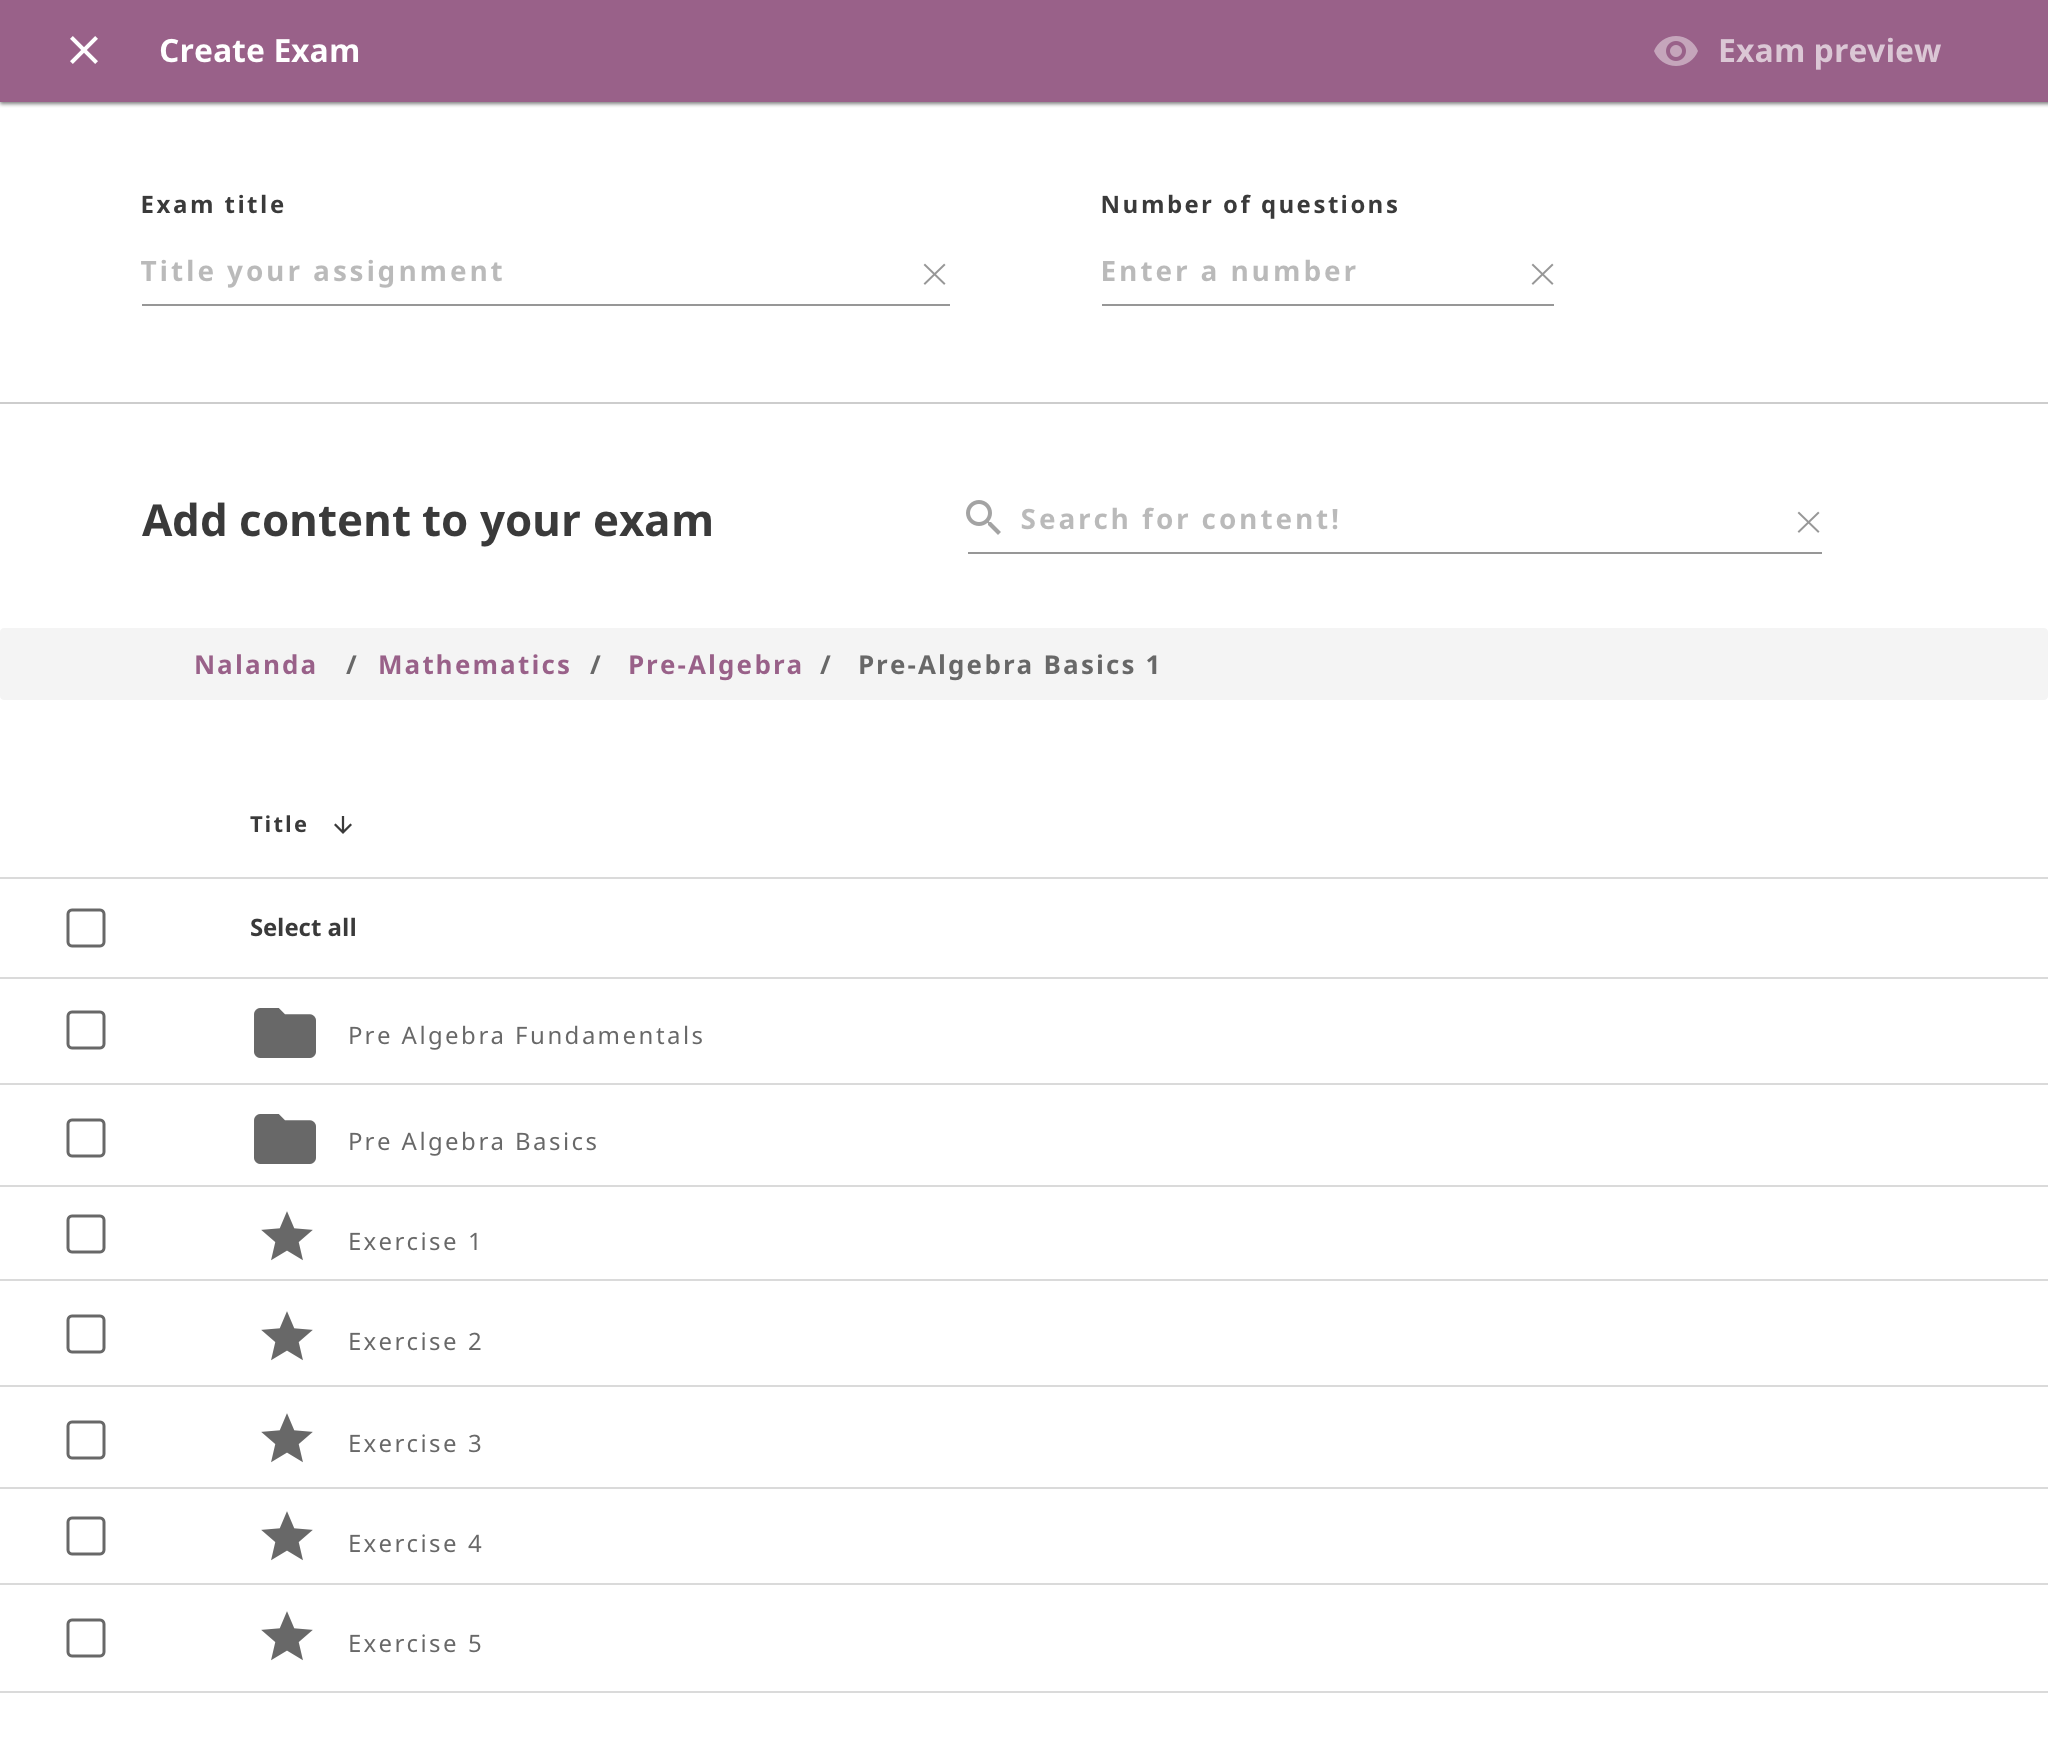 Create Exam
Exam preview
Exam title
Number of questions
Title your assignment
Enter a number
Add content to your exam
Search for content!
Nalanda / Mathematics / Pre-Algebra / Pre-Algebra Basics 1
Title
Select all
Pre Algebra Fundamentals
Pre Algebra Basics
Exercise 1
Exercise 2
Exercise 3
Exercise 4
Exercise 5